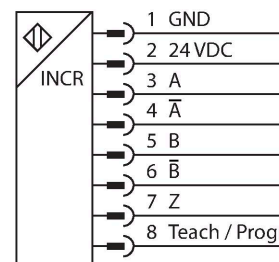 1 GND
2 24 VDC
INCR
3 A
4 A̅
5 B
6 B̅
7 Z
8 Teach / Prog